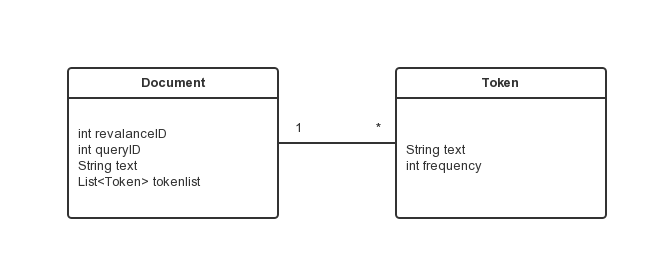 Document
int revalanceID
int queryID
String text
List<Token> tokenlist
1
*
Token
String text
int frequency